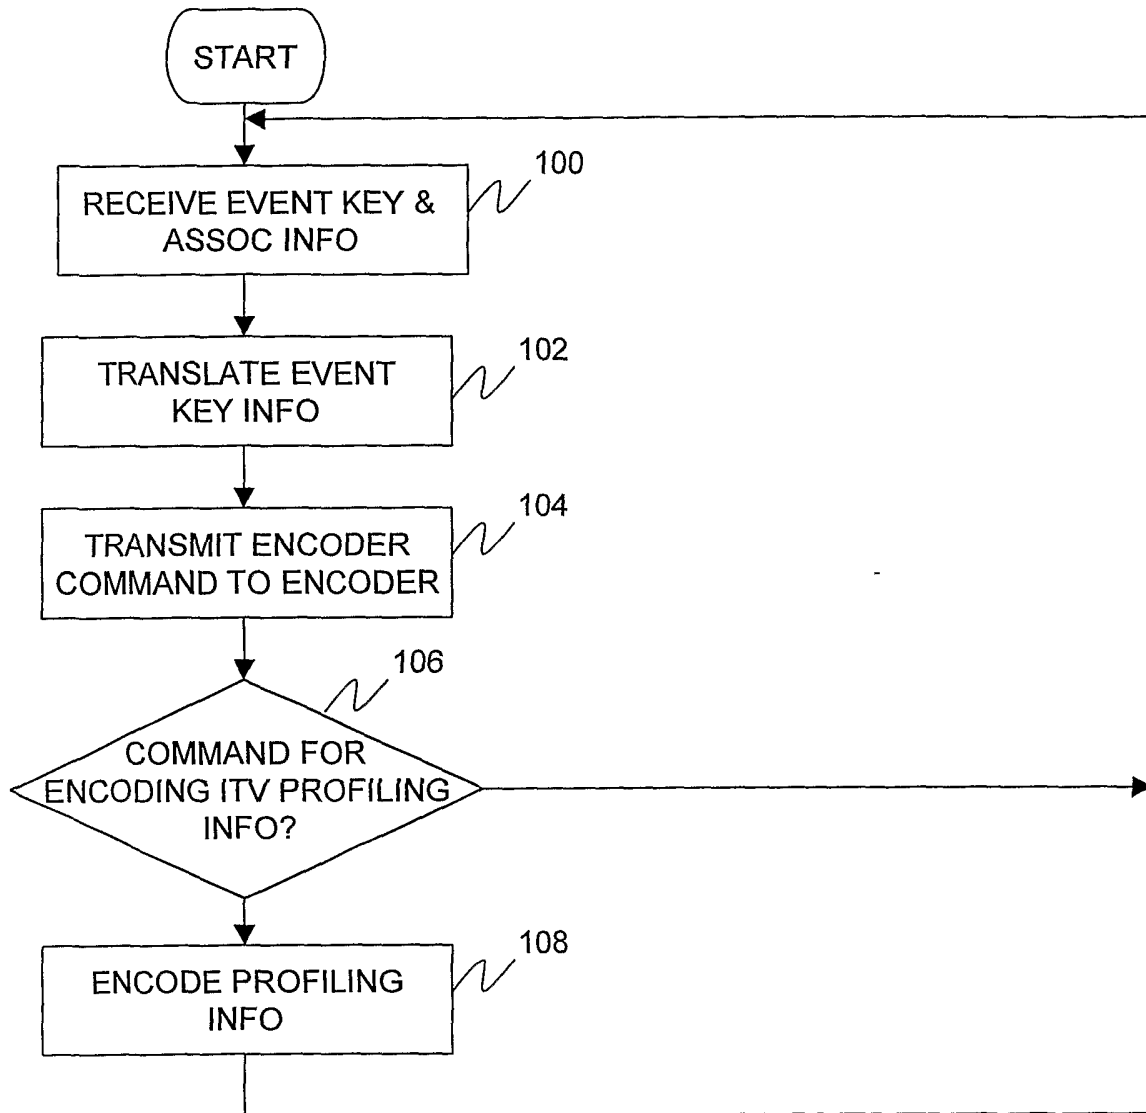 START
100
RECEIVE EVENT KEY &
ASSOC INFO
102
TRANSLATE EVENT
KEY INFO
104
TRANSMIT ENCODER
COMMAND TO ENCODER
106
COMMAND FOR
ENCODING ITV PROFILING
INFO?
108
ENCODE PROFILING
INFO